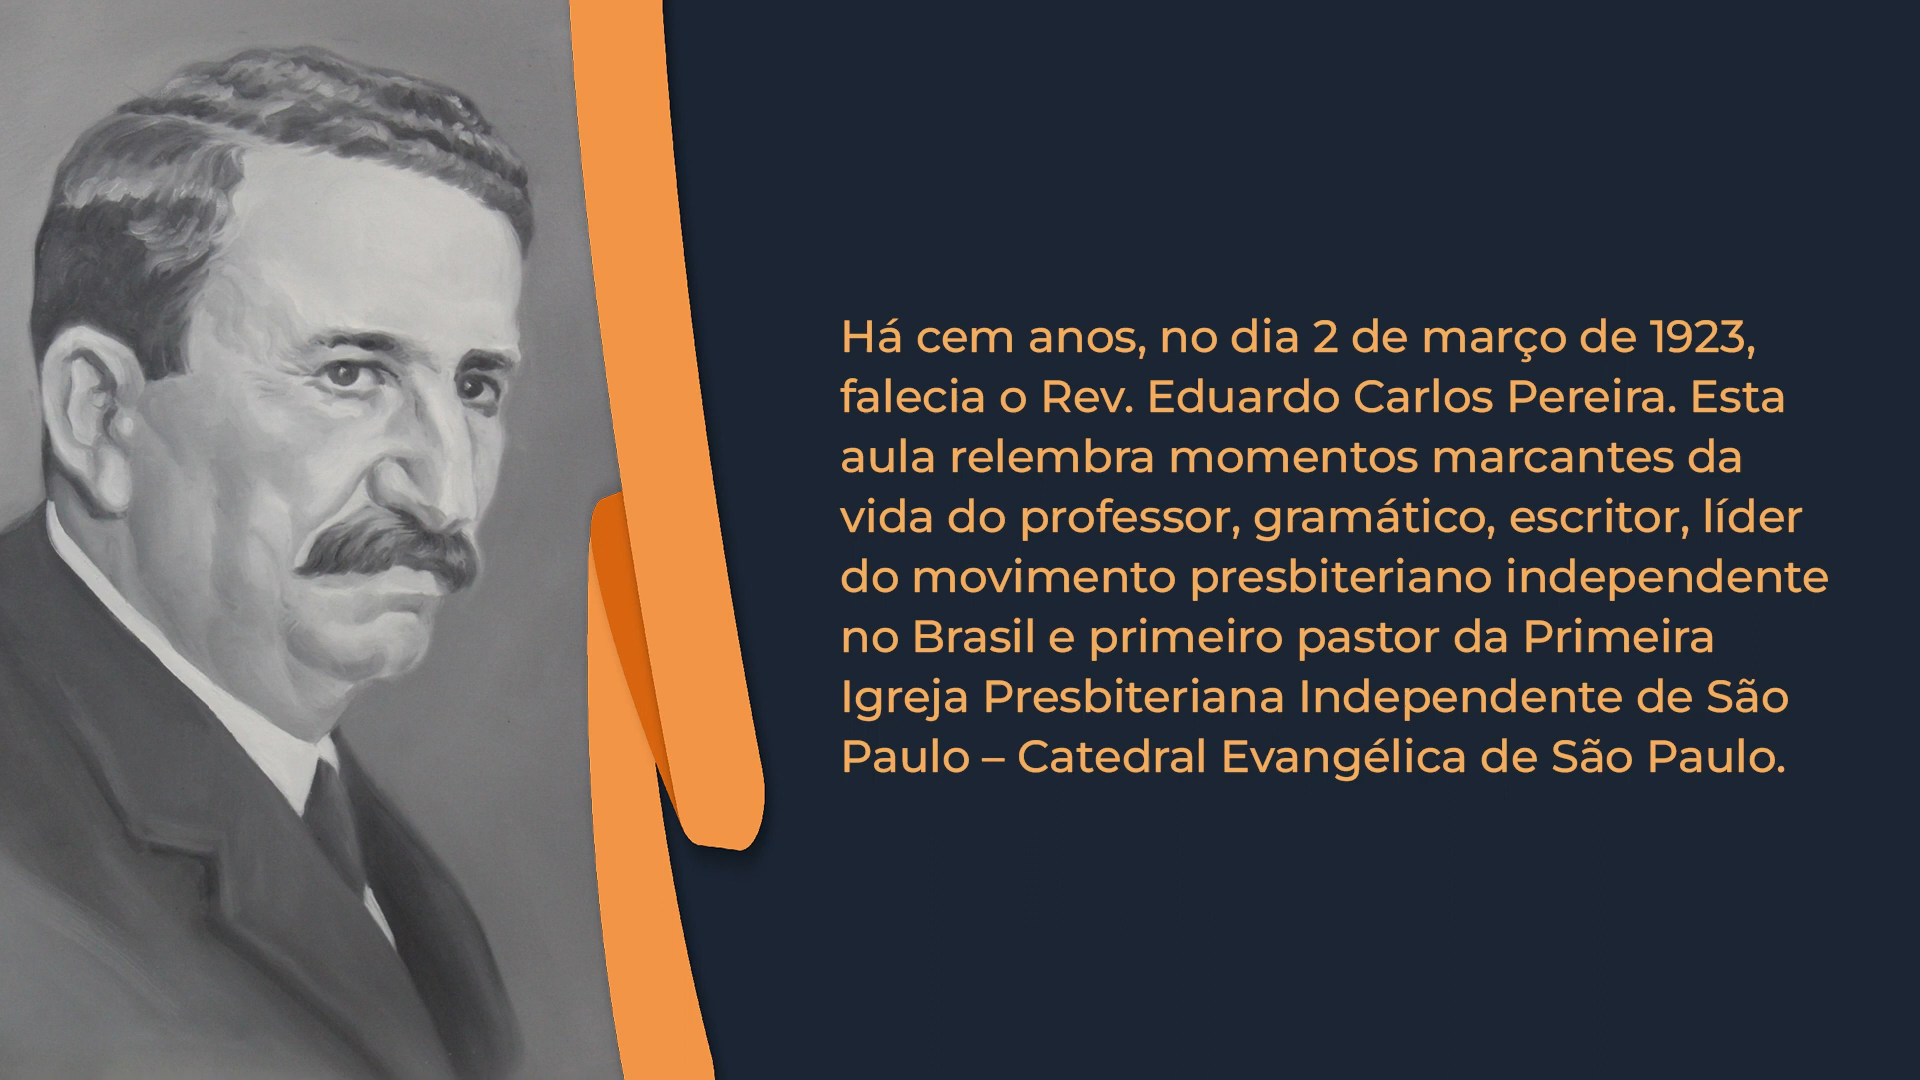 Há cem anos, no dia 2 de março de 1923,
falecia o Rev. Eduardo Carlos Pereira. Esta
aula relembra momentos marcantes da
vida do professor, gramático, escritor, líder
do movimento presbiteriano independente
no Brasil e primeiro pastor da Primeira
Igreja Presbiteriana Independente de São
Paulo – Catedral Evangélica de São Paulo.